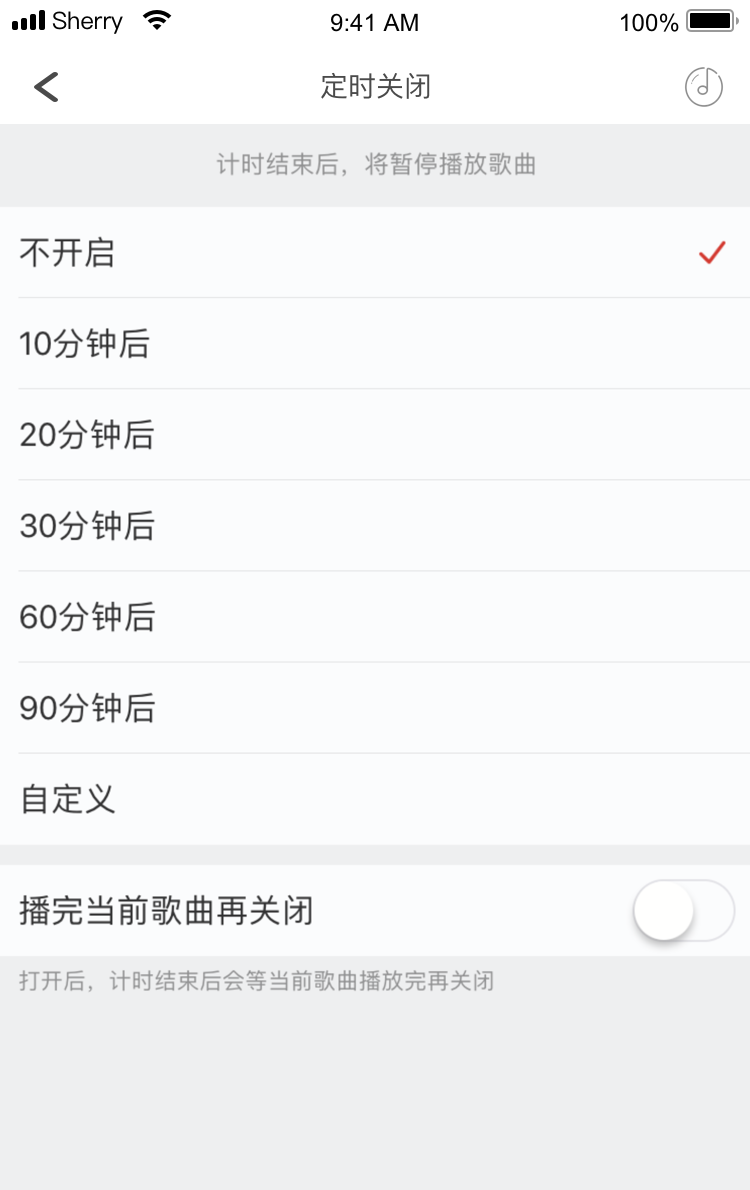 Sherry 9:41 AM 100%
定时关闭
计时结束后，将暂停播放歌曲
不开启
10分钟后
20分钟后
30分钟后
60分钟后
90分钟后
自定义
播完当前歌曲再关闭
打开后，计时结束后会等当前歌曲播放完再关闭